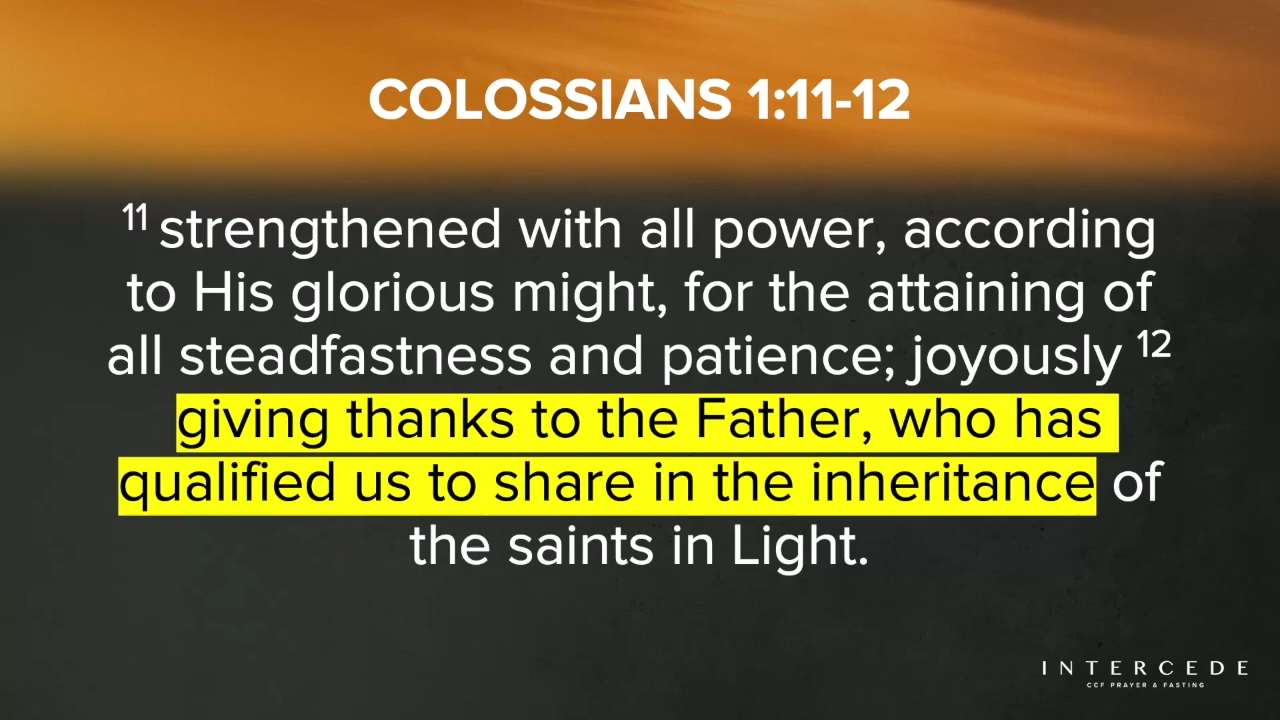 COLOSSIANS 1:11-12
11 strengthened with all power, according
to His glorious might, for the attaining of
all steadfastness and patience; joyously 12
giving thanks to the Father, who has
qualified us to share in the inheritance of
the saints in Light.
INTERCEDE
CCF PRAYER & FASTING